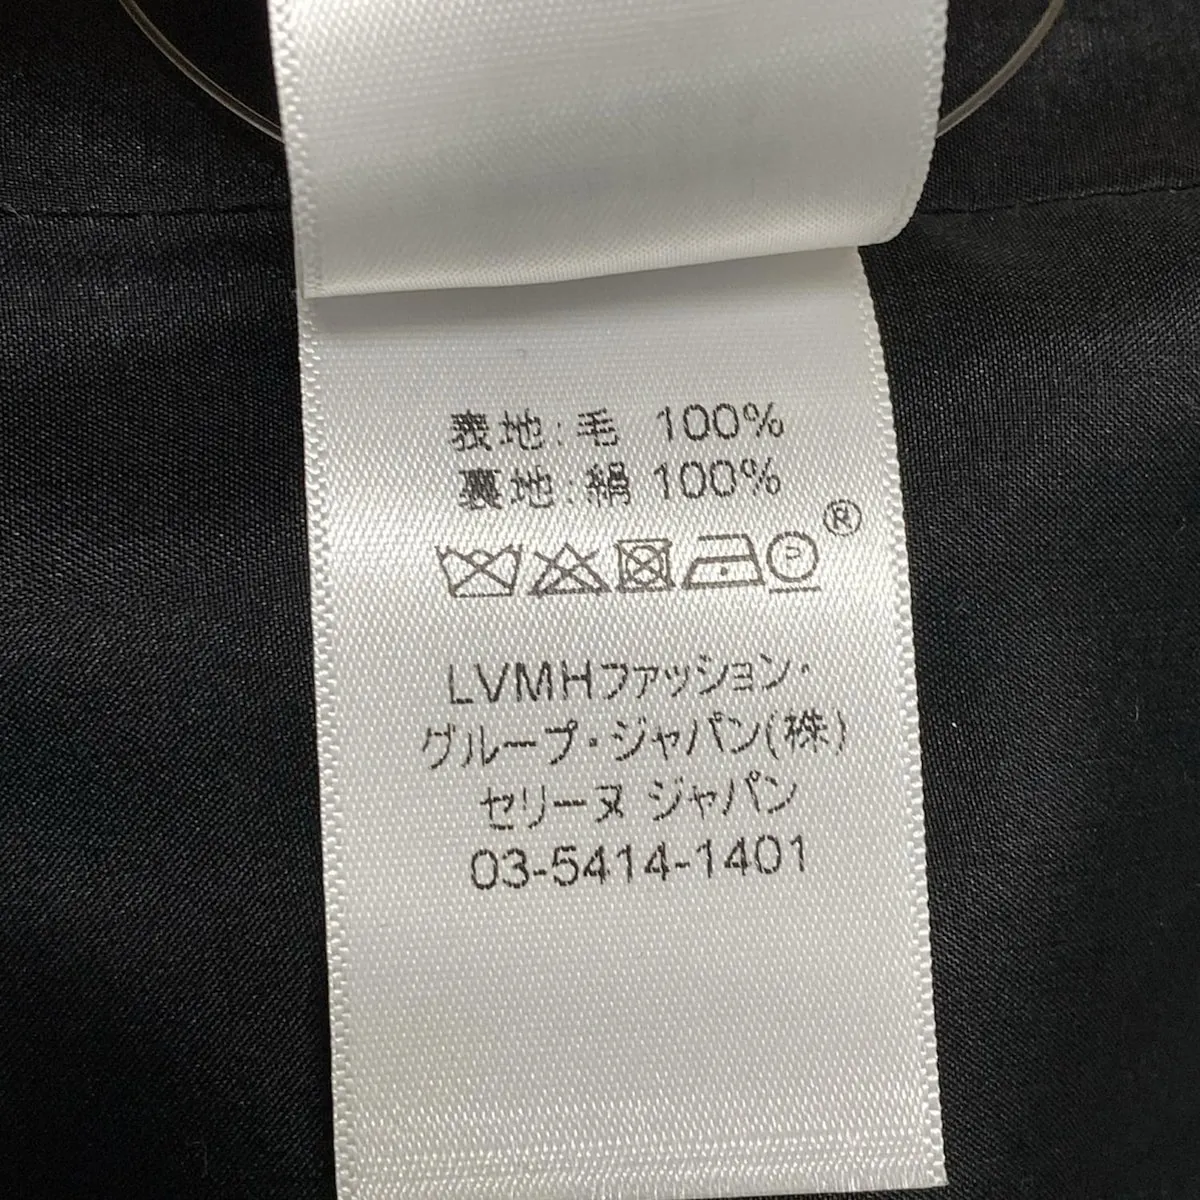 表地:毛 100%
裏地:絹 100%
®
P
LVMHファッション・
グループ・ジャパン(株)
セリーヌ ジャパン
03-5414-1401